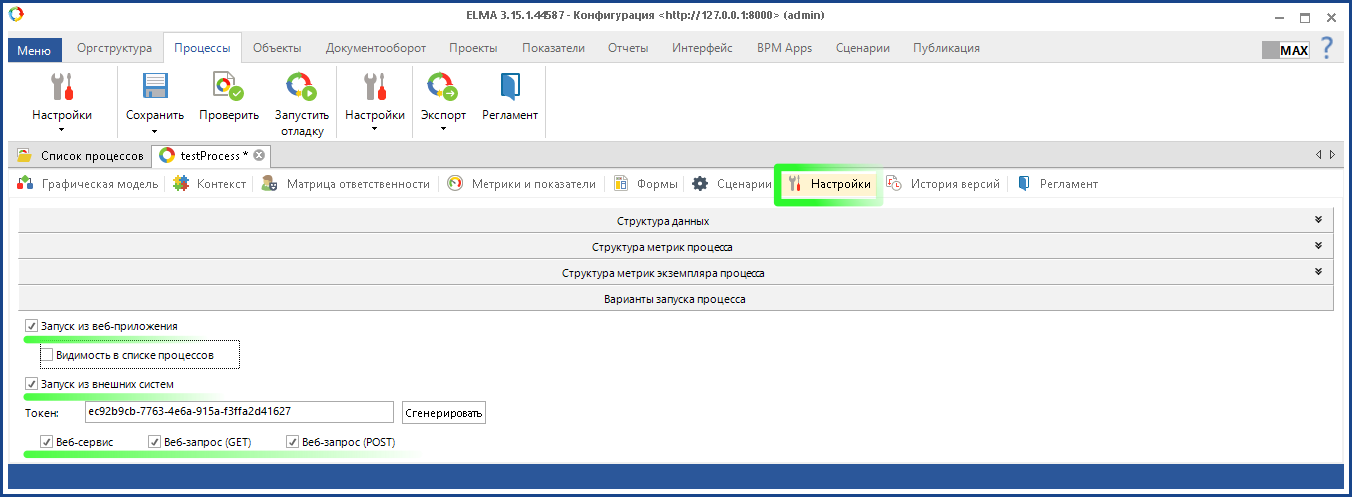 ELMA 3.15.1.44587 - Конфигурация <http://127.0.0.1:8000> (admin)
Меню Оргструктура Процессы Объекты Документооборот Проекты Показатели Отчеты Интерфейс BPM Apps Сценарии Публикация MAX ?
Настройки Сохранить Проверить Запустить отладку Настройки Экспорт Регламент
Список процессов testProcess *
Графическая модель Контекст Матрица ответственности Метрики и показатели Формы Сценарии Настройки История версий Регламент
Структура данных
Структура метрик процесса
Структура метрик экземпляра процесса
Варианты запуска процесса
Запуск из веб-приложения
Видимость в списке процессов
Запуск из внешних систем
Токен: ec92b9cb-7763-4e6a-915a-f3ffa2d41627 Сгенерировать
Веб-сервис Веб-запрос (GET) Веб-запрос (POST)